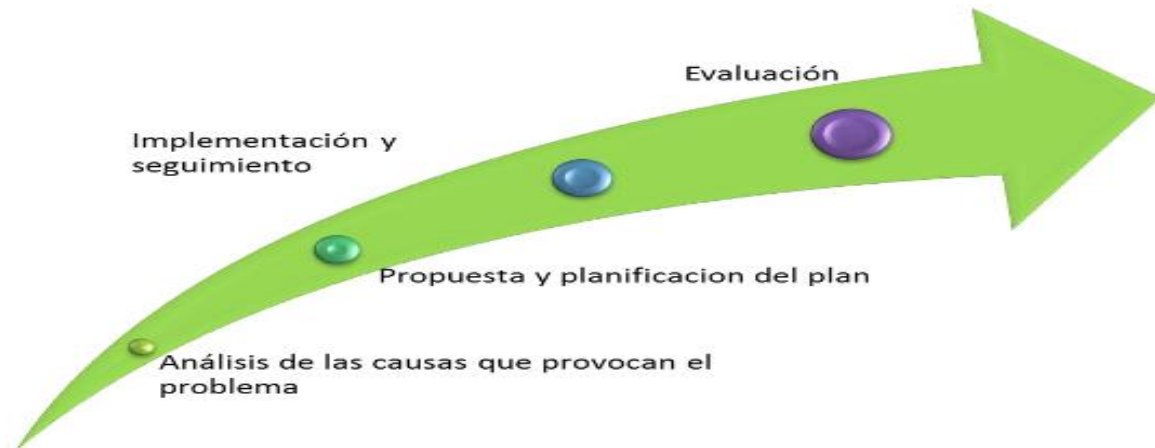 Evaluación
Implementación y
seguimiento
Propuesta y planificacion del plan
Análisis de las causas que provocan el
problema